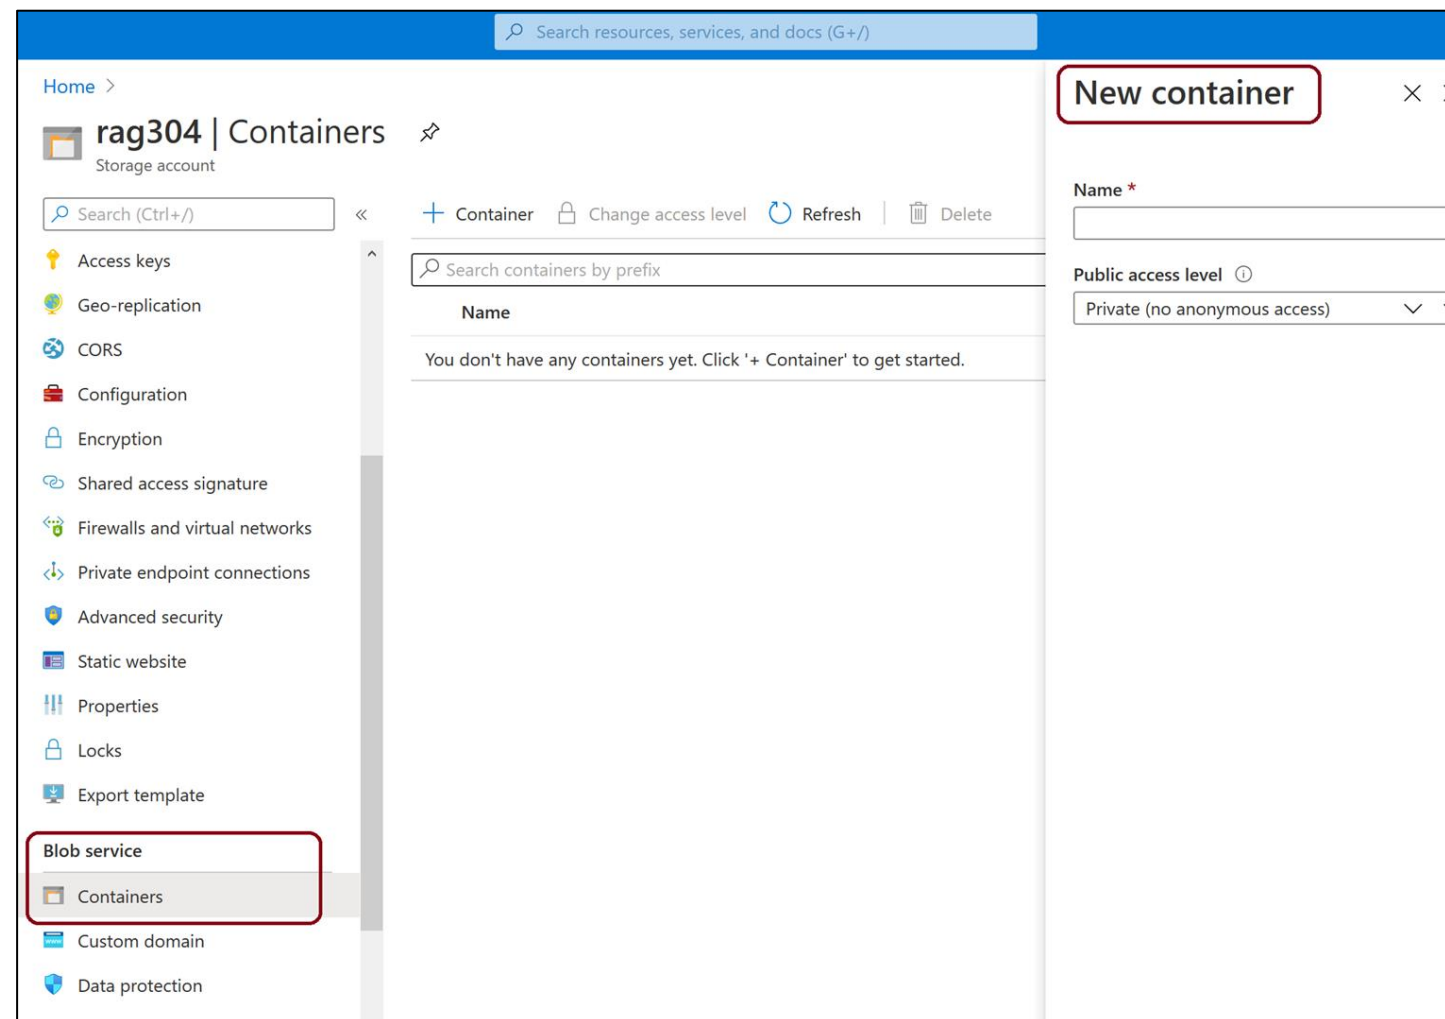 Search resources, services, and docs (G+/)
Home
rag304 | Containers
Storage account
Search (Ctrl+/)
Access keys
Geo-replication
CORS
Configuration
Encryption
Shared access signature
Firewalls and virtual networks
Private endpoint connections
Advanced security
Static website
Properties
Locks
Export template
Blob service
Containers
Custom domain
Data protection
Container Change access level Refresh Delete
Search containers by prefix
Name
You don't have any containers yet. Click '+ Container' to get started.
New container
Name *
Public access level
Private (no anonymous access)